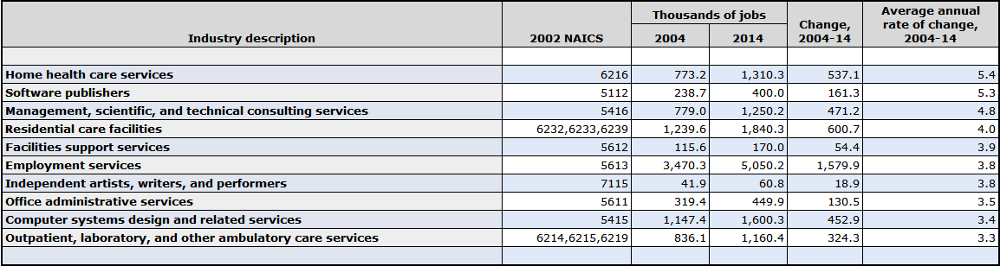 Industry description 2002 NAICS Thousands of jobs 2004 2014 Change, 2004-14 Average annual rate of change, 2004-14
Home health care services 6216 773.2 1,310.3 537.1 5.4
Software publishers 5112 238.7 400.0 161.3 5.3
Management, scientific, and technical consulting services 5416 779.0 1,250.2 471.2 4.8
Residential care facilities 6232,6233,6239 1,239.6 1,840.3 600.7 4.0
Facilities support services 5612 115.6 170.0 54.4 3.9
Employment services 5613 3,470.3 5,050.2 1,579.9 3.8
Independent artists, writers, and performers 7115 41.9 60.8 18.9 3.8
Office administrative services 5611 319.4 449.9 130.5 3.5
Computer systems design and related services 5415 1,147.4 1,600.3 452.9 3.4
Outpatient, laboratory, and other ambulatory care services 6214,6215,6219 836.1 1,160.4 324.3 3.3